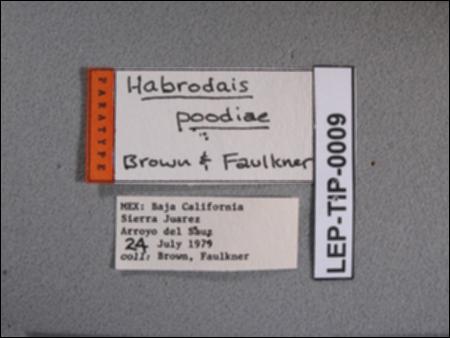 PARATYPE
Habrodais
poodiae
Brown & Faulkner
LEP-TIP-0009
MEX: Baja California
Sierra Juarez
Arroyo del Sauz
24 July 1979
coll: Brown, Faulkner